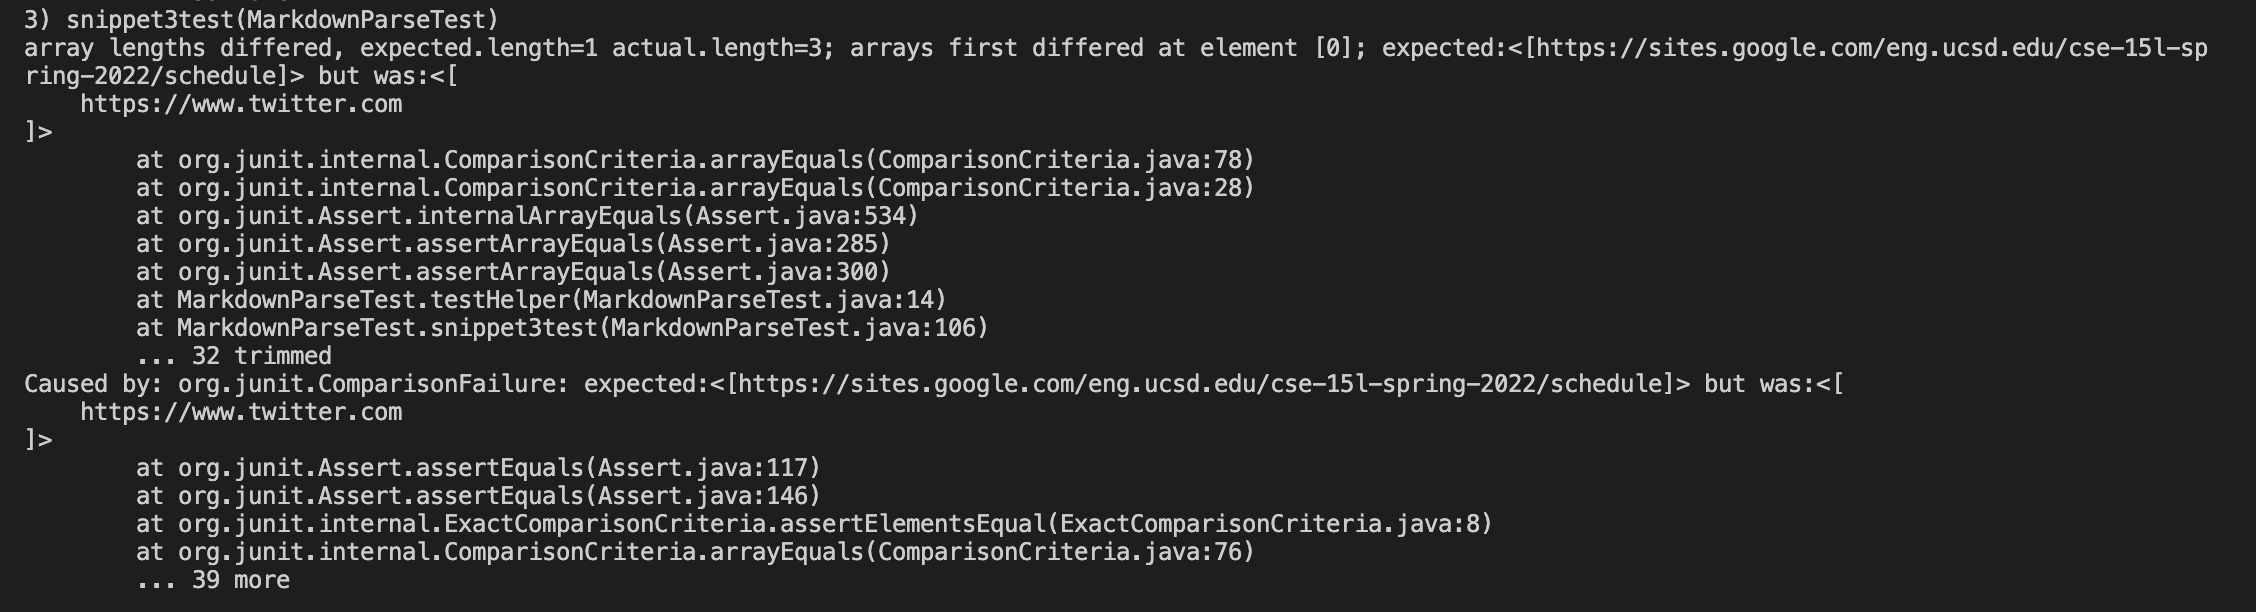 3) snippet3test(MarkdownParseTest)
array lengths differed, expected.length=1 actual.length=3; arrays first differed at element [0]; expected:<[https://sites.google.com/eng.ucsd.edu/cse-15l-sp
ring-2022/schedule]> but was:<[
    https://www.twitter.com
]>
        at org.junit.internal.ComparisonCriteria.arrayEquals(ComparisonCriteria.java:78)
        at org.junit.internal.ComparisonCriteria.arrayEquals(ComparisonCriteria.java:28)
        at org.junit.Assert.internalArrayEquals(Assert.java:534)
        at org.junit.Assert.assertArrayEquals(Assert.java:285)
        at org.junit.Assert.assertArrayEquals(Assert.java:300)
        at MarkdownParseTest.testHelper(MarkdownParseTest.java:14)
        at MarkdownParseTest.snippet3test(MarkdownParseTest.java:106)
        ... 32 trimmed
Caused by: org.junit.ComparisonFailure: expected:<[https://sites.google.com/eng.ucsd.edu/cse-15l-spring-2022/schedule]> but was:<[
    https://www.twitter.com
]>
        at org.junit.Assert.assertEquals(Assert.java:117)
        at org.junit.Assert.assertEquals(Assert.java:146)
        at org.junit.internal.ExactComparisonCriteria.assertElementsEqual(ExactComparisonCriteria.java:8)
        at org.junit.internal.ComparisonCriteria.arrayEquals(ComparisonCriteria.java:76)
        ... 39 more